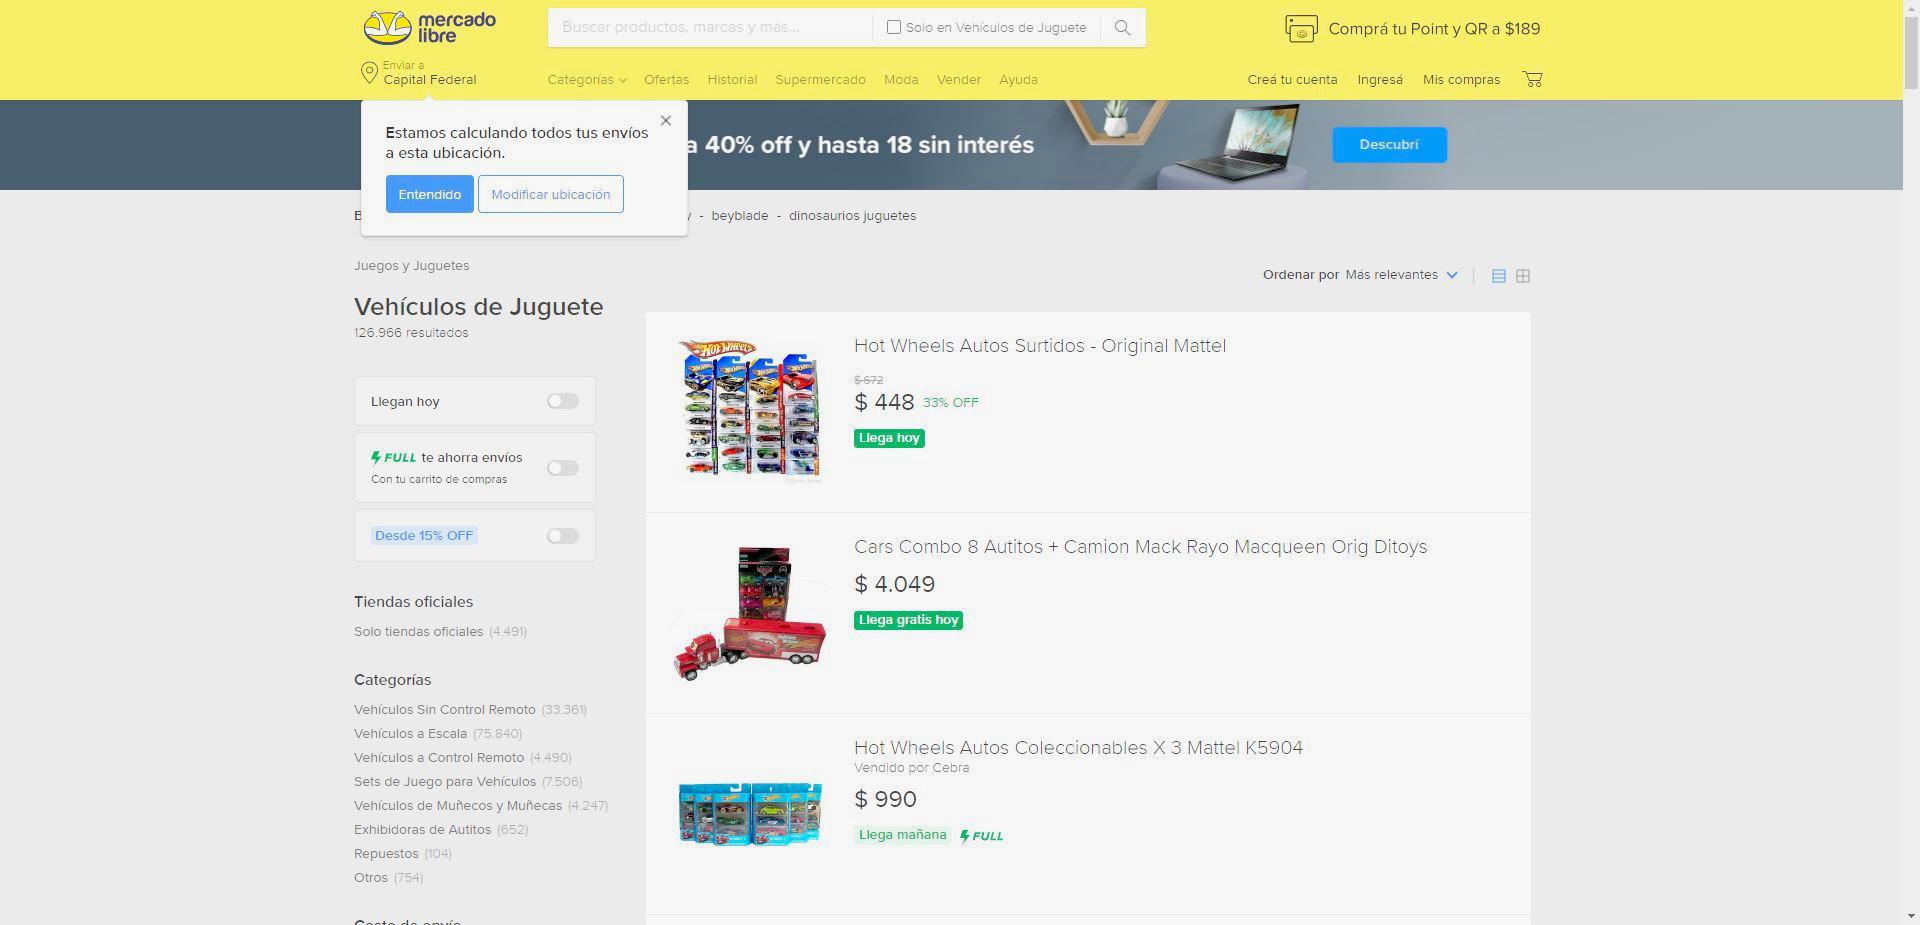 mercado
libre
Buscar productos, marcas y más...
Solo en Vehículos de Juguete
Comprá tu Point y QR a $189
Enviar a
Capital Federal
Categorías
Ofertas
Historial
Supermercado
Moda
Vender
Ayuda
Creá tu cuenta
Ingresá
Mis compras
Estamos calculando todos tus envíos
a esta ubicación.
Entendido
Modificar ubicación
a 40% off y hasta 18 sin interés
Descubrí
B
y - beyblade - dinosaurios juguetes
Juegos y Juguetes
Ordenar por Más relevantes
Vehículos de Juguete
126.966 resultados
Llegan hoy
FULL te ahorra envíos
Con tu carrito de compras
Desde 15% OFF
Tiendas oficiales
Solo tiendas oficiales (4.491)
Categorías
Vehículos Sin Control Remoto (33.361)
Vehículos a Escala (75.840)
Vehículos a Control Remoto (4.490)
Sets de Juego para Vehículos (7.506)
Vehículos de Muñecos y Muñecas (4.247)
Exhibidoras de Autitos (652)
Repuestos (104)
Otros (754)
Costo de envío
HOT WHEELS
Hot Wheels Autos Surtidos - Original Mattel
$ 672
$ 448 33% OFF
Llega hoy
Cars Combo 8 Autitos + Camion Mack Rayo Macqueen Orig Ditoys
$ 4.049
Llega gratis hoy
Hot Wheels Autos Coleccionables X 3 Mattel K5904
Vendido por Cebra
$ 990
Llega mañana FULL